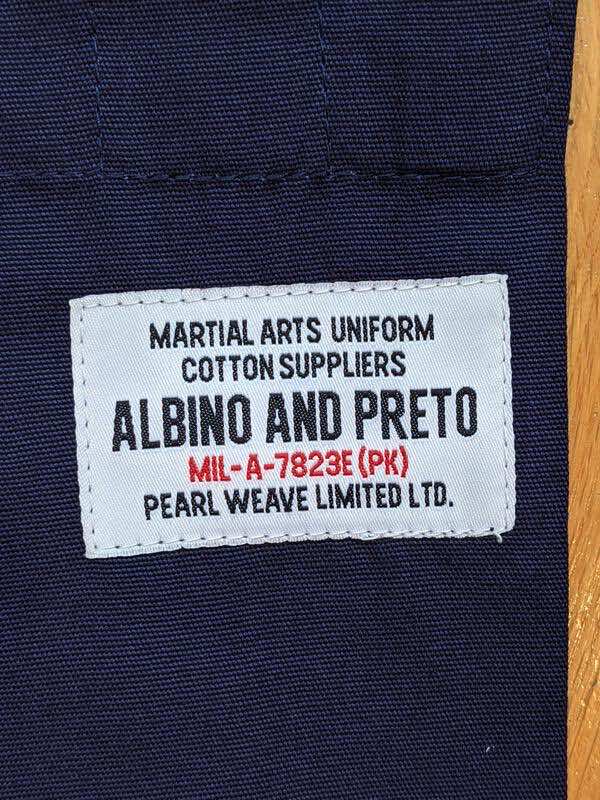 MARTIAL ARTS UNIFORM
COTTON SUPPLIERS
ALBINO AND PRETO
MIL-A-7823E (PK)
PEARL WEAVE LIMITED LTD.